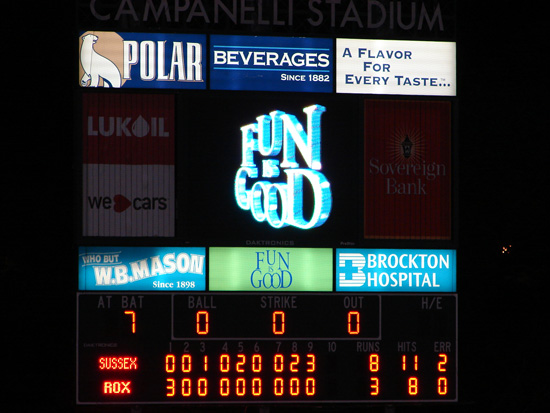 CAMPANELLI STADIUM
POLAR
BEVERAGES
SINCE 1882
A FLAVOR
FOR
EVERY TASTE...
LUKOIL
we cars
FUN
IS
GOOD
Sovereign
Bank
DAKTRONICS
WHO BUT
W.B. MASON
Since 1898
FUN
IS
GOOD
BROCKTON
HOSPITAL
AT BAT BALL STRIKE OUT H/E
7 0 0 0
1 2 3 4 5 6 7 8 9 10 RUNS HITS ERR
SUSSEX 0 0 1 0 2 0 0 2 3 8 11 2
ROX 3 0 0 0 0 0 0 0 0 3 8 0